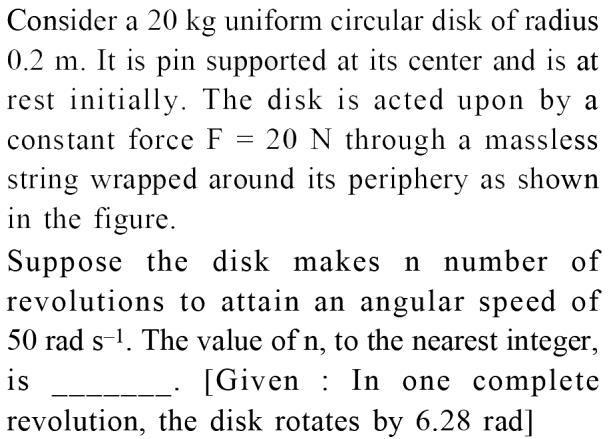 Consider a 20 kg uniform circular disk of radius
0.2 m. It is pin supported at its center and is at
rest initially. The disk is acted upon by a
constant force F = 20 N through a massless
string wrapped around its periphery as shown
in the figure.
Suppose the disk makes n number of
revolutions to attain an angular speed of
50 rad s⁻¹. The value of n, to the nearest integer,
is _______. [Given : In one complete
revolution, the disk rotates by 6.28 rad]